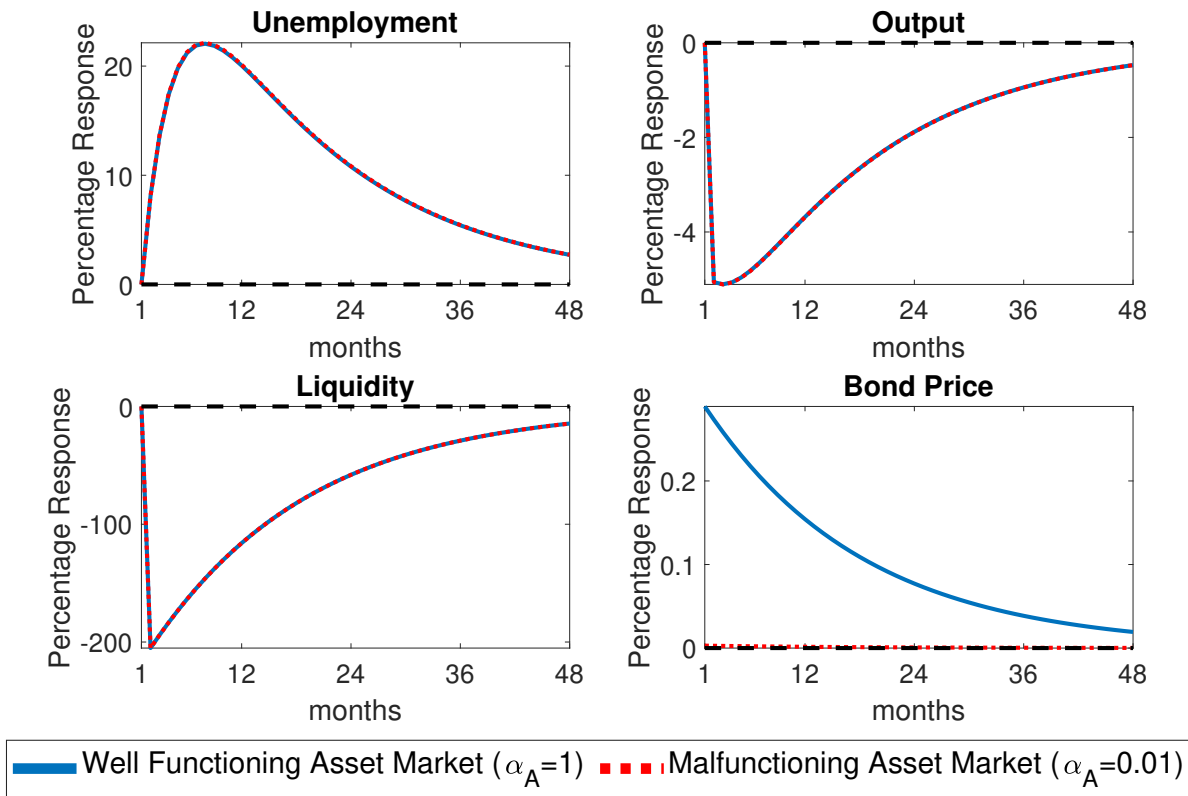 Unemployment
Percentage Response
20
10
0
1 12 24 36 48
months
Output
Percentage Response
0
-2
-4
1 12 24 36 48
months
Liquidity
Percentage Response
0
-100
-200
1 12 24 36 48
months
Bond Price
Percentage Response
0.2
0.1
0
1 12 24 36 48
months
Well Functioning Asset Market (α_A=1) Malfunctioning Asset Market (α_A=0.01)